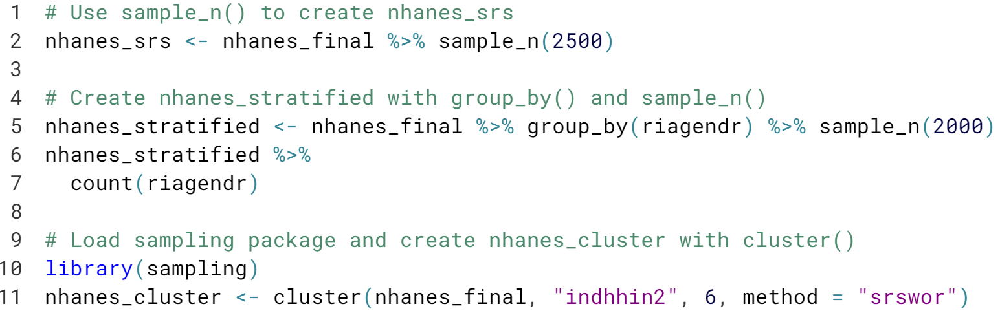 1 # Use sample_n() to create nhanes_srs
2 nhanes_srs <- nhanes_final %>% sample_n(2500)
3
4 # Create nhanes_stratified with group_by() and sample_n()
5 nhanes_stratified <- nhanes_final %>% group_by(riagendr) %>% sample_n(2000)
6 nhanes_stratified %>%
7   count(riagendr)
8
9 # Load sampling package and create nhanes_cluster with cluster()
10 library(sampling)
11 nhanes_cluster <- cluster(nhanes_final, "indhhin2", 6, method = "srswor")